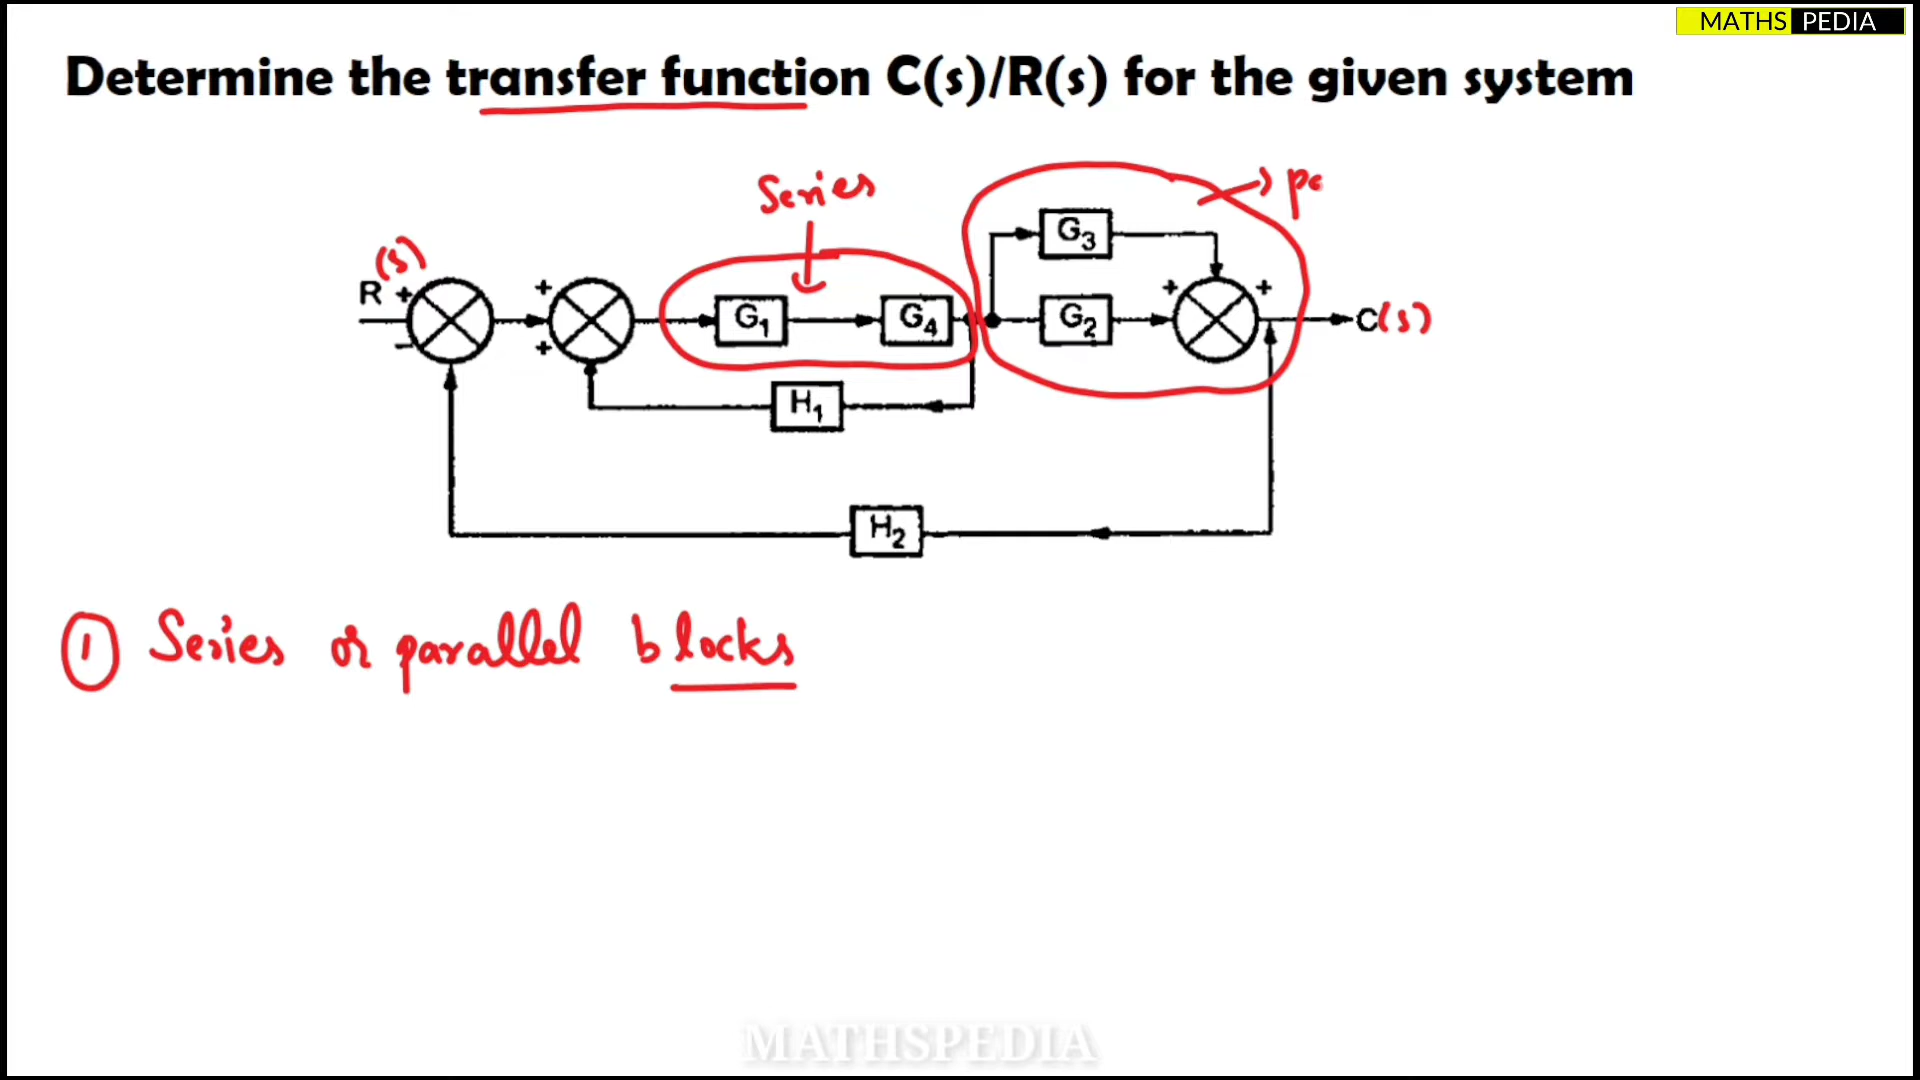 MATHS PEDIA
Determine the transfer function C(s)/R(s) for the given system
Series
G3
(s)
R + + + +
G1 G4 G2 C(s)
− +
H1
H2
① Series or parallel blocks
MATHSPEDIA